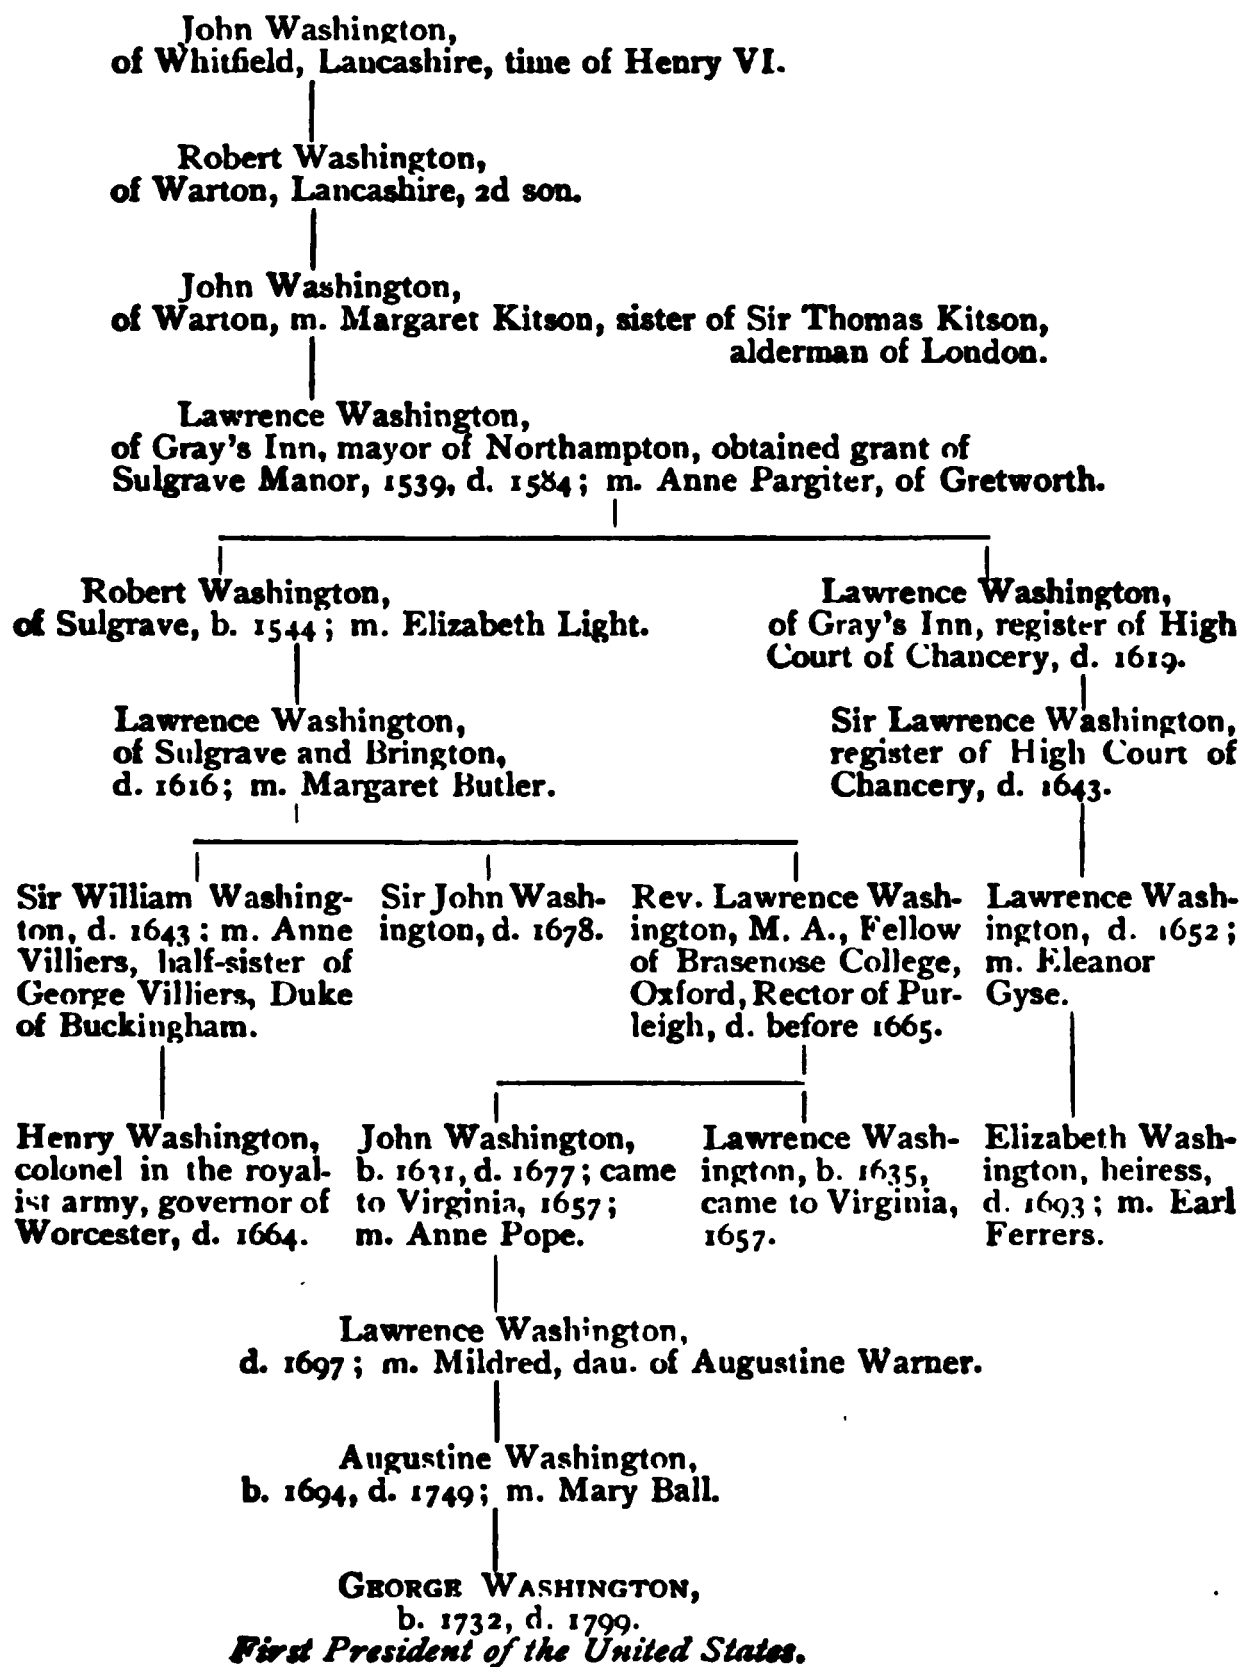 John Washington,
of Whitfield, Lancashire, time of Henry VI.
Robert Washington,
of Warton, Lancashire, 2d son.
John Washington,
of Warton, m. Margaret Kitson, sister of Sir Thomas Kitson,
alderman of London.
Lawrence Washington,
of Gray's Inn, mayor of Northampton, obtained grant of
Sulgrave Manor, 1539, d. 1584; m. Anne Pargiter, of Gretworth.
Robert Washington,
of Sulgrave, b. 1544; m. Elizabeth Light.
Lawrence Washington,
of Gray's Inn, register of High
Court of Chancery, d. 1619.
Lawrence Washington,
of Sulgrave and Brington,
d. 1616; m. Margaret Butler.
Sir Lawrence Washington,
register of High Court of
Chancery, d. 1643.
Sir William Washing-
ton, d. 1643; m. Anne
Villiers, half-sister of
George Villiers, Duke
of Buckingham.
Sir John Wash-
ington, d. 1678.
Rev. Lawrence Wash-
ington, M. A., Fellow
of Brasenose College,
Oxford, Rector of Pur-
leigh, d. before 1665.
Lawrence Wash-
ington, d. 1652;
m. Eleanor
Gyse.
Henry Washington,
colonel in the royal-
ist army, governor of
Worcester, d. 1664.
John Washington,
b. 1631, d. 1677; came
to Virginia, 1657;
m. Anne Pope.
Lawrence Wash-
ington, b. 1635,
came to Virginia,
1657.
Elizabeth Wash-
ington, heiress,
d. 1693; m. Earl
Ferrers.
Lawrence Washington,
d. 1697; m. Mildred, dau. of Augustine Warner.
Augustine Washington,
b. 1694, d. 1749; m. Mary Ball.
GEORGE WASHINGTON,
b. 1732, d. 1799.
First President of the United States.